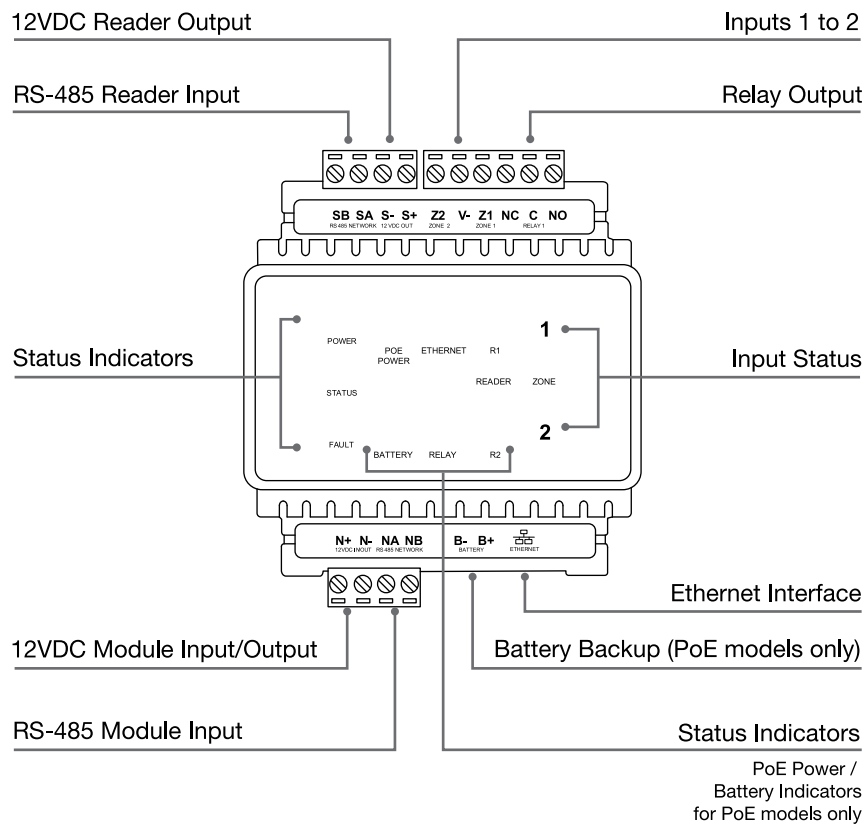 12VDC Reader Output
Inputs 1 to 2
RS-485 Reader Input
Relay Output
SB SA S- S+ Z2 V- Z1 NC C NO
RS 485 NETWORK 12 VDC OUT ZONE 2 ZONE 1 RELAY 1
1
POWER
POE POWER
ETHERNET
R1
Status Indicators
Input Status
READER
ZONE
STATUS
2
FAULT
BATTERY
RELAY
R2
N+ N- NA NB B- B+
12VDC IN/OUT RS-485 NETWORK BATTERY ETHERNET
Ethernet Interface
12VDC Module Input/Output
Battery Backup (PoE models only)
RS-485 Module Input
Status Indicators
PoE Power /
Battery Indicators
for PoE models only